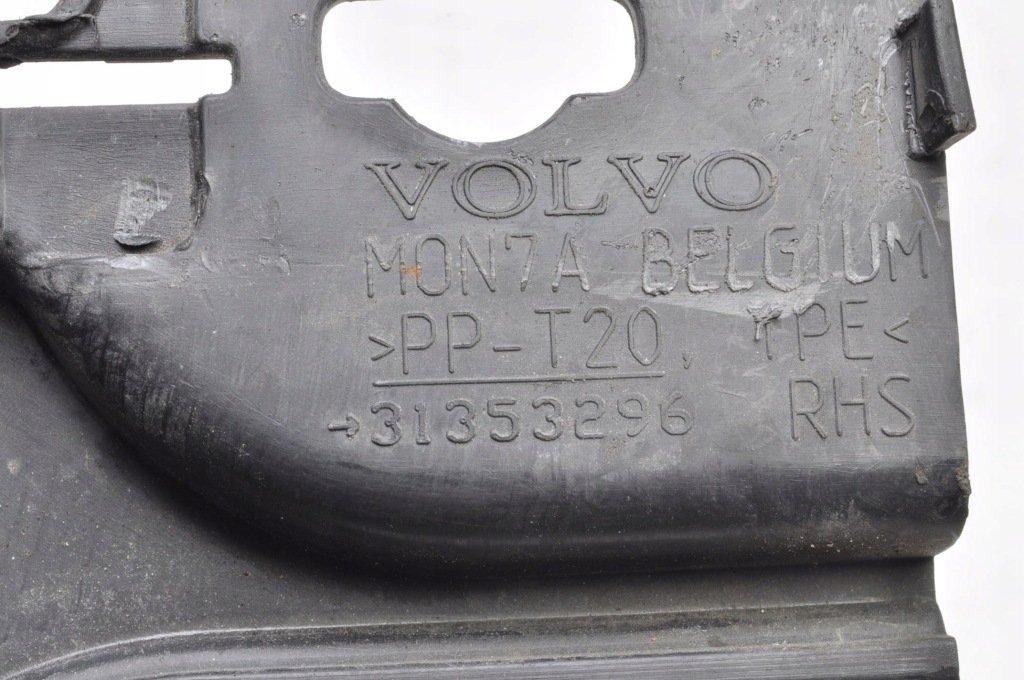 VOLVO
MON7A BELGIUM
>PP-T20, TPE<
→31353296 RHS